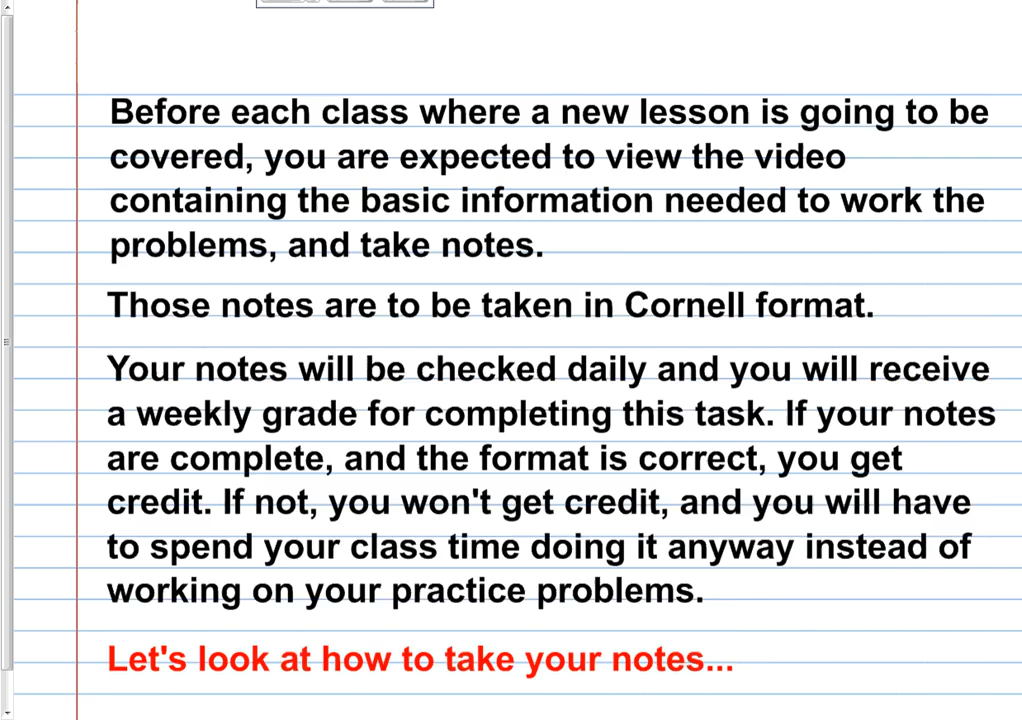 Before each class where a new lesson is going to be
covered, you are expected to view the video
containing the basic information needed to work the
problems, and take notes.
Those notes are to be taken in Cornell format.
Your notes will be checked daily and you will receive
a weekly grade for completing this task. If your notes
are complete, and the format is correct, you get
credit. If not, you won't get credit, and you will have
to spend your class time doing it anyway instead of
working on your practice problems.
Let's look at how to take your notes...